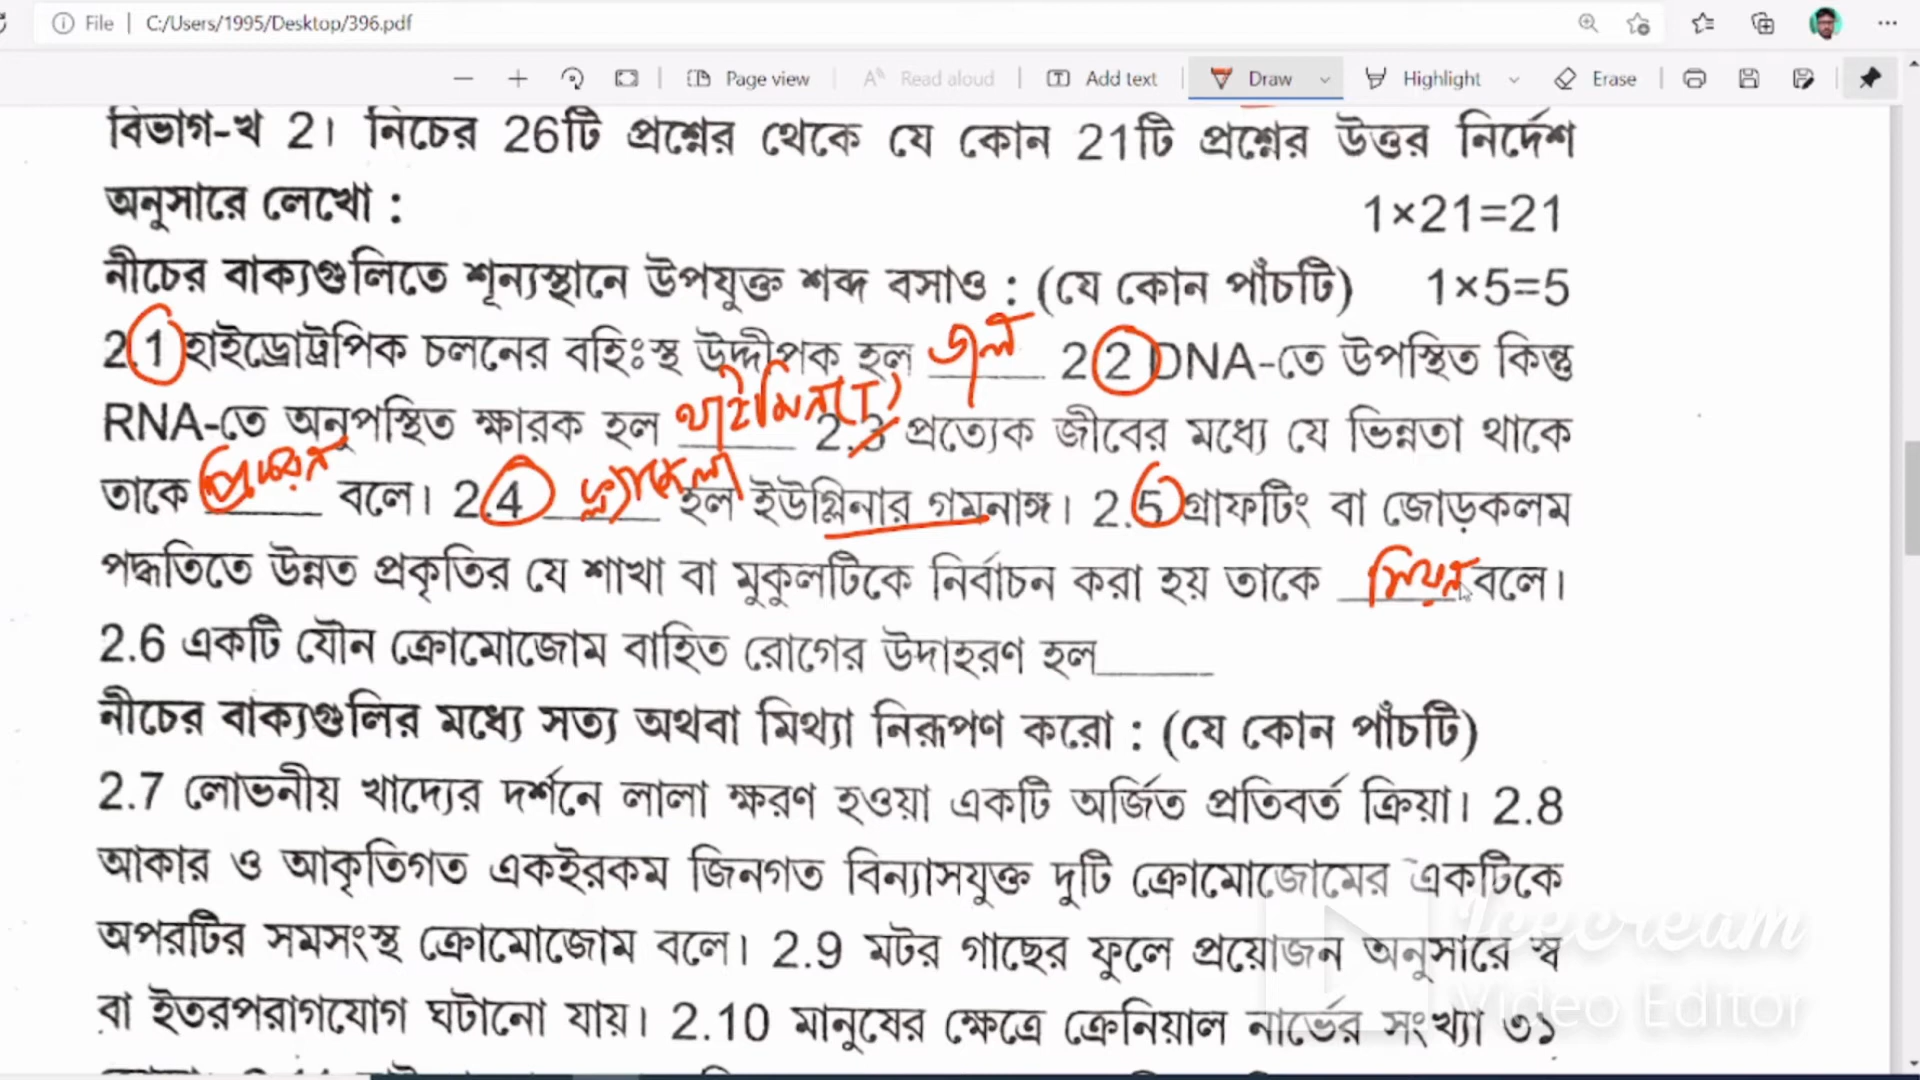 File | C:/Users/1995/Desktop/396.pdf
Page view Read aloud Add text Draw Highlight Erase
বিভাগ-খ 2। নিচের 26টি প্রশ্নের থেকে যে কোন 21টি প্রশ্নের উত্তর নির্দেশ
অনুসারে লেখো : 1×21=21
নীচের বাক্যগুলিতে শূন্যস্থানে উপযুক্ত শব্দ বসাও : (যে কোন পাঁচটি) 1×5=5
2.1 হাইড্রোট্রপিক চলনের বহিঃস্থ উদ্দীপক হল জল 2.2 DNA-তে উপস্থিত কিন্তু
RNA-তে অনুপস্থিত ক্ষারক হল থাইমিন(T) 2.3 প্রত্যেক জীবের মধ্যে যে ভিন্নতা থাকে
তাকে প্রকরণ বলে। 2.4 ফ্ল্যাজেলা হল ইউগ্লিনার গমনাঙ্গ। 2.5 গ্রাফটিং বা জোড়কলম
পদ্ধতিতে উন্নত প্রকৃতির যে শাখা বা মুকুলটিকে নির্বাচন করা হয় তাকে সিয়ন বলে।
2.6 একটি যৌন ক্রোমোজোম বাহিত রোগের উদাহরণ হল_____
নীচের বাক্যগুলির মধ্যে সত্য অথবা মিথ্যা নিরূপণ করো : (যে কোন পাঁচটি)
2.7 লোভনীয় খাদ্যের দর্শনে লালা ক্ষরণ হওয়া একটি অর্জিত প্রতিবর্ত ক্রিয়া। 2.8
আকার ও আকৃতিগত একইরকম জিনগত বিন্যাসযুক্ত দুটি ক্রোমোজোমের একটিকে
অপরটির সমসংস্থ ক্রোমোজোম বলে। 2.9 মটর গাছের ফুলে প্রয়োজন অনুসারে স্ব
বা ইতরপরাগযোগ ঘটানো যায়। 2.10 মানুষের ক্ষেত্রে ক্রেনিয়াল নার্ভের সংখ্যা ৩১
Icecream
Video Editor